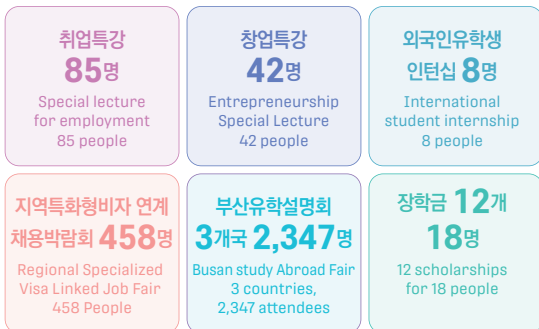 취업특강
85명
Special lecture
for employment
85 people
창업특강
42명
Entrepreneurship
Special Lecture
42 people
외국인유학생
인턴십 8명
International
student internship
8 people
지역특화형비자 연계
채용박람회 458명
Regional Specialized
Visa Linked Job Fair
458 People
부산유학설명회
3개국 2,347명
Busan study Abroad Fair
3 countries,
2,347 attendees
장학금 12개
18명
12 scholarships
for 18 people